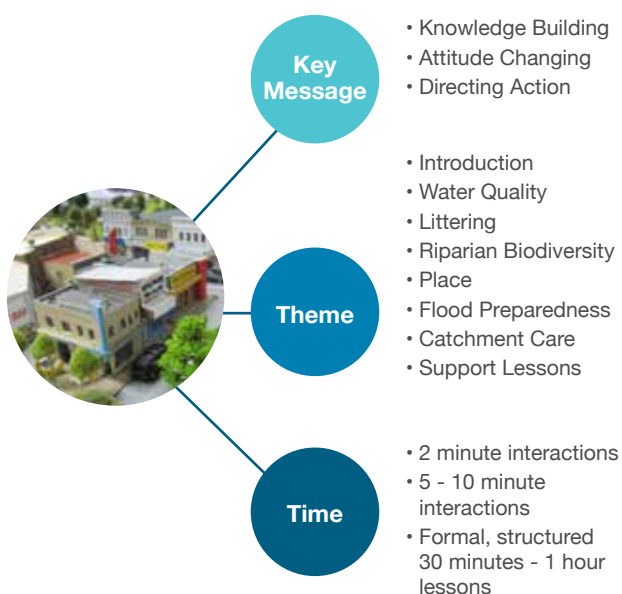 Key
Message
• Knowledge Building
• Attitude Changing
• Directing Action
Theme
• Introduction
• Water Quality
• Littering
• Riparian Biodiversity
• Place
• Flood Preparedness
• Catchment Care
• Support Lessons
Time
• 2 minute interactions
• 5 - 10 minute
interactions
• Formal, structured
30 minutes - 1 hour
lessons